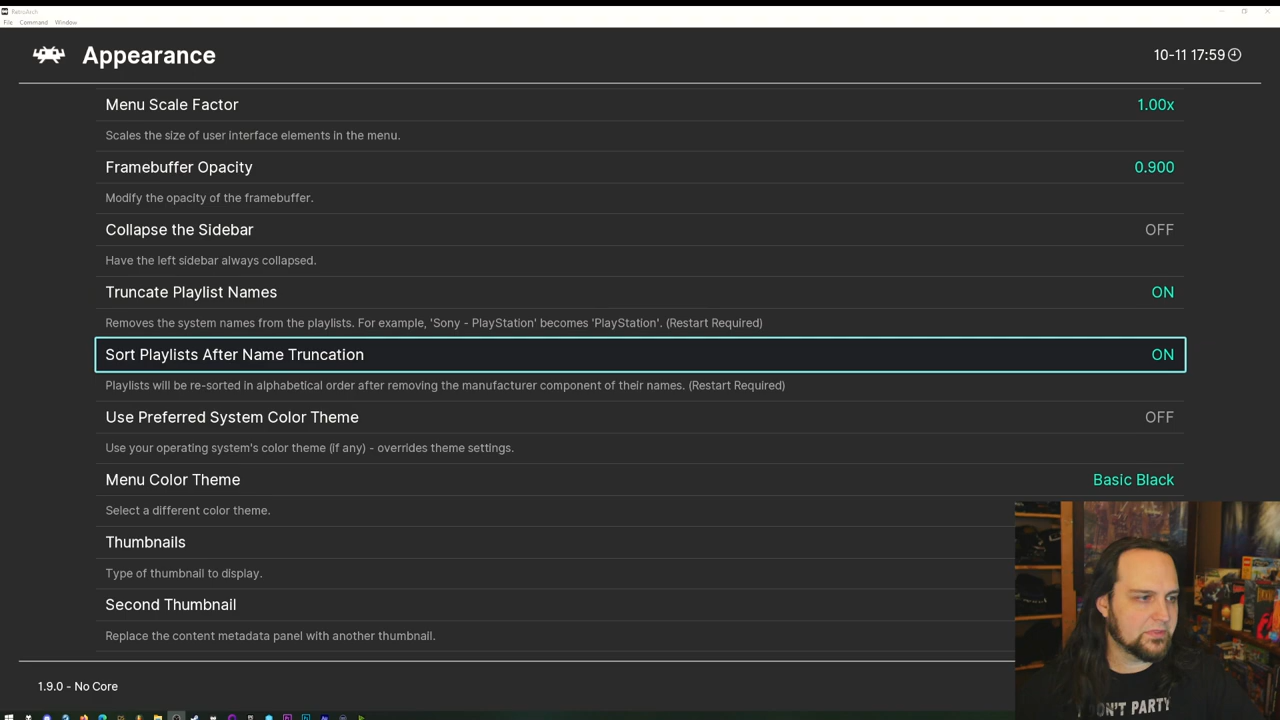 RetroArch
File Command Window
Appearance
10-11 17:59
Menu Scale Factor 1.00x
Scales the size of user interface elements in the menu.
Framebuffer Opacity 0.900
Modify the opacity of the framebuffer.
Collapse the Sidebar OFF
Have the left sidebar always collapsed.
Truncate Playlist Names ON
Removes the system names from the playlists. For example, 'Sony - PlayStation' becomes 'PlayStation'. (Restart Required)
Sort Playlists After Name Truncation ON
Playlists will be re-sorted in alphabetical order after removing the manufacturer component of their names. (Restart Required)
Use Preferred System Color Theme OFF
Use your operating system's color theme (if any) - overrides theme settings.
Menu Color Theme Basic Black
Select a different color theme.
Thumbnails
Type of thumbnail to display.
Second Thumbnail
Replace the content metadata panel with another thumbnail.
1.9.0 - No Core
DON'T PARTY